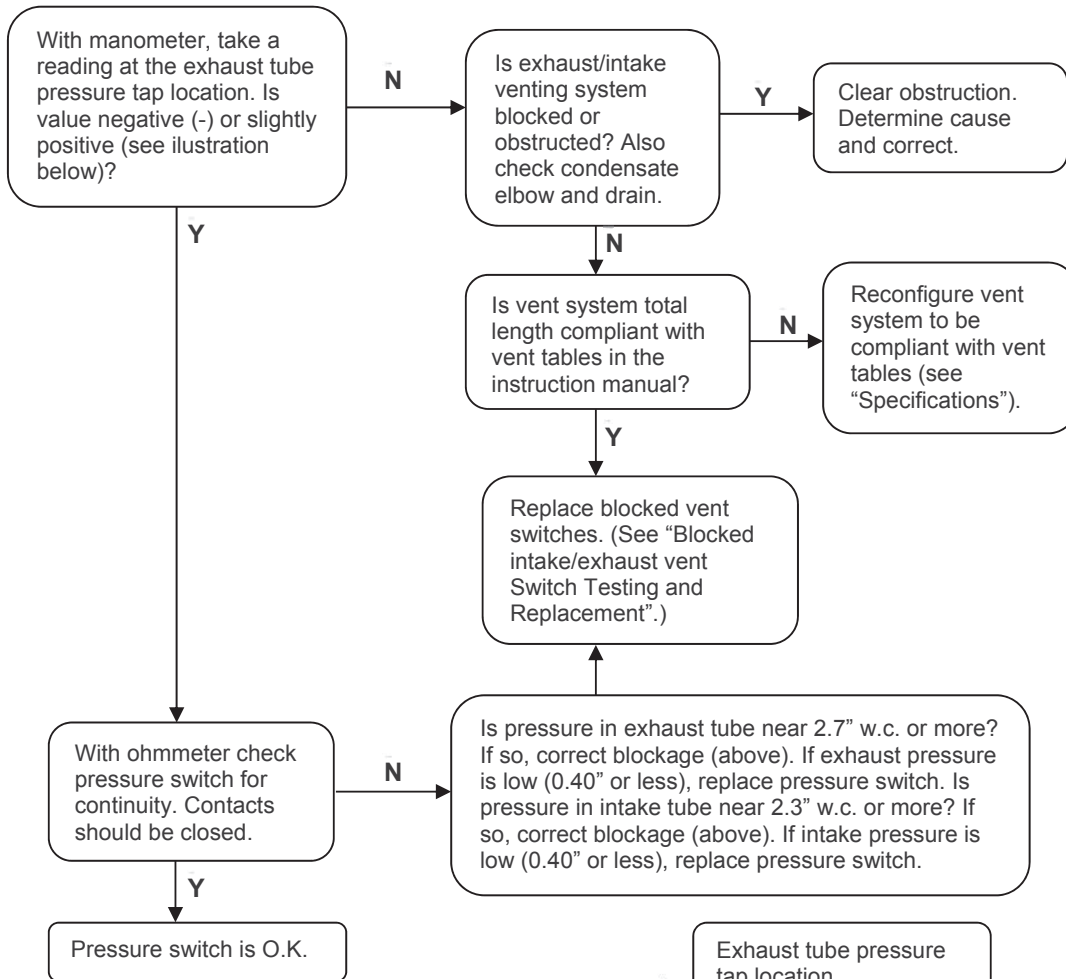 With manometer, take a
reading at the exhaust tube
pressure tap location. Is
value negative (-) or slightly
positive (see ilustration
below)?
N
Is exhaust/intake
venting system
blocked or
obstructed? Also
check condensate
elbow and drain.
Y
Clear obstruction.
Determine cause
and correct.
Y
N
Is vent system total
length compliant with
vent tables in the
instruction manual?
N
Reconfigure vent
system to be
compliant with vent
tables (see
“Specifications”).
Y
Replace blocked vent
switches. (See “Blocked
intake/exhaust vent
Switch Testing and
Replacement”.)
With ohmmeter check
pressure switch for
continuity. Contacts
should be closed.
N
Is pressure in exhaust tube near 2.7” w.c. or more?
If so, correct blockage (above). If exhaust pressure
is low (0.40” or less), replace pressure switch. Is
pressure in intake tube near 2.3” w.c. or more? If
so, correct blockage (above). If intake pressure is
low (0.40” or less), replace pressure switch.
Y
Pressure switch is O.K.
Exhaust tube pressure
tap location